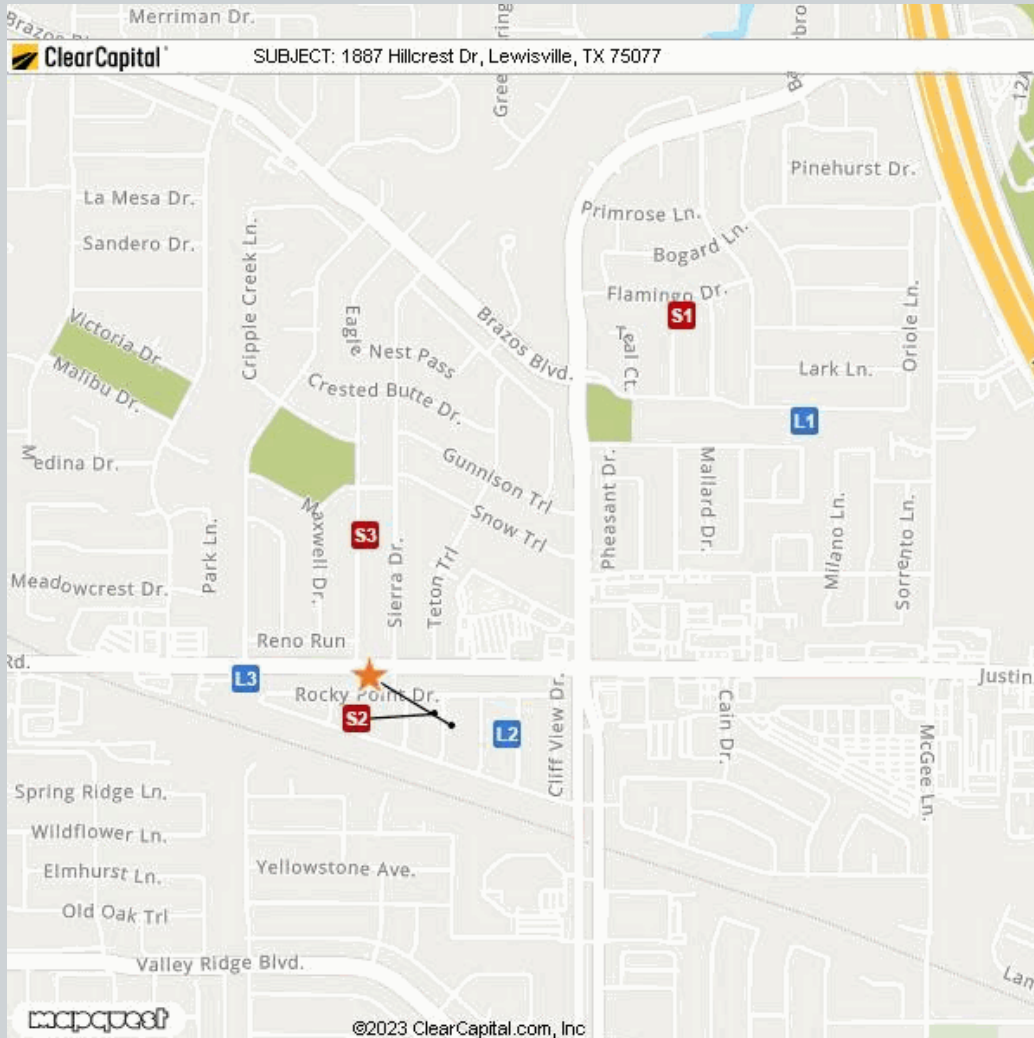 Merriman Dr.
Brazos
ClearCapital
SUBJECT: 1887 Hillcrest Dr, Lewisville, TX 75077
Pinehurst Dr.
La Mesa Dr.
Primrose Ln.
Sandero Dr.
Bogard Ln.
Cripple Creek Ln.
Flamingo Dr.
Oriole Ln.
S1
Victoria Dr.
Eagle Nest Pass
Brazos Blvd.
Teal Ct.
Malibu Dr.
Crested Butte Dr.
Lark Ln.
L1
Medina Dr.
Gunnison Trl
Pheasant Dr.
Mallard Dr.
Maxwell Dr.
S3
Snow Trl
Milano Ln.
Sorrento Ln.
Park Ln.
Sierra Dr.
Teton Trl
Meadowcrest Dr.
Reno Run
Rd.
L3
Justin
Rocky Point Dr.
S2
L2
Cliff View Dr.
Cain Dr.
McGee Ln.
Spring Ridge Ln.
Wildflower Ln.
Elmhurst Ln.
Yellowstone Ave.
Old Oak Trl
Valley Ridge Blvd.
Lan
mapquest
©2023 ClearCapital.com, Inc